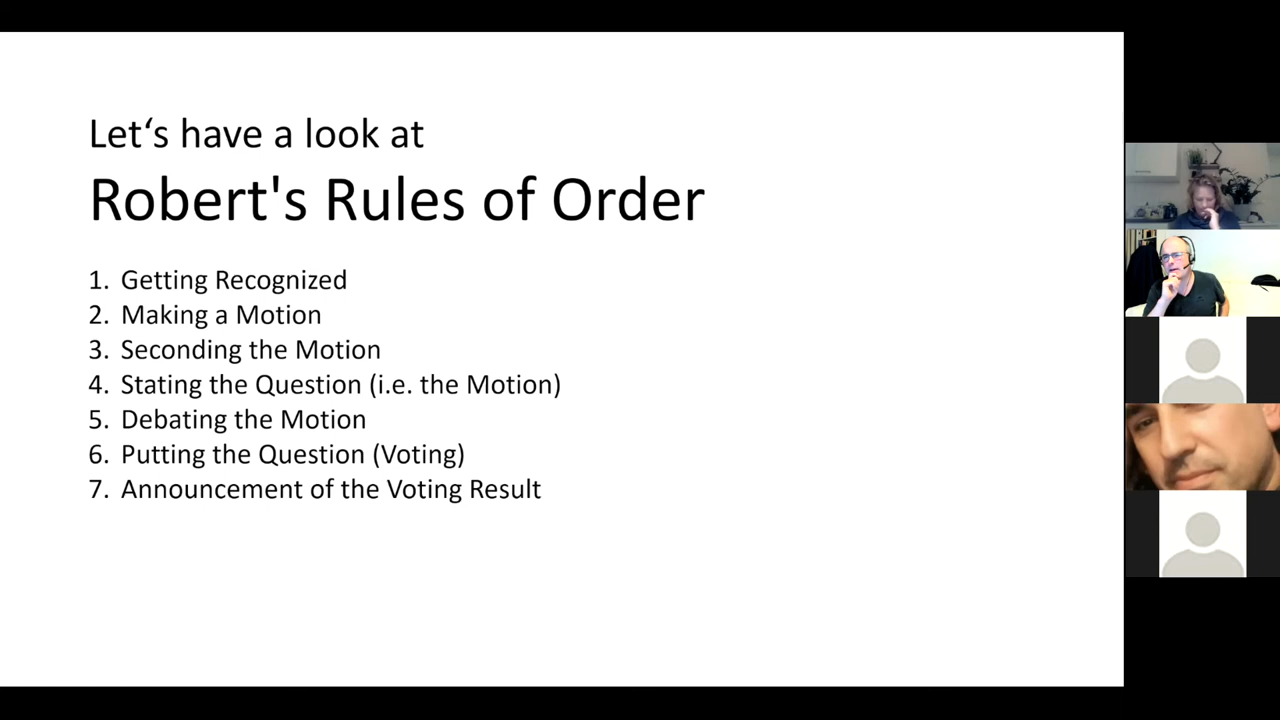 Let‘s have a look at
Robert's Rules of Order
1. Getting Recognized
2. Making a Motion
3. Seconding the Motion
4. Stating the Question (i.e. the Motion)
5. Debating the Motion
6. Putting the Question (Voting)
7. Announcement of the Voting Result